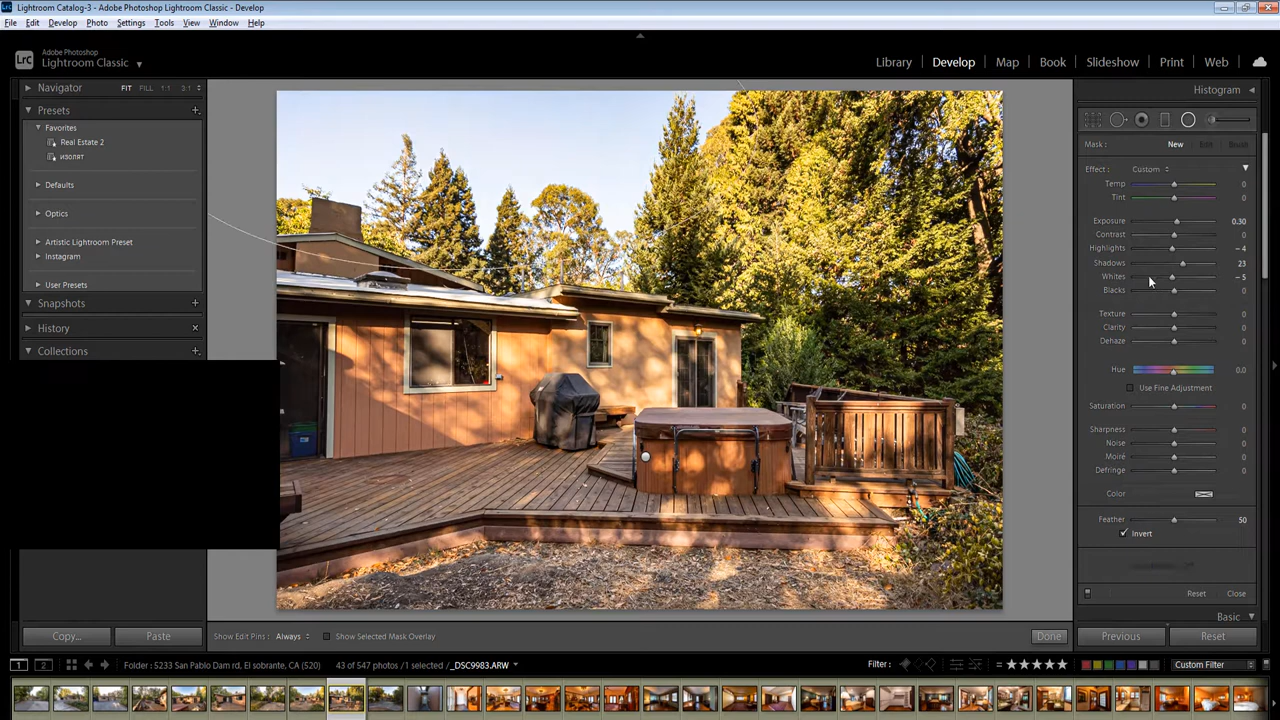 Lightroom Catalog-3 - Adobe Photoshop Lightroom Classic - Develop
File Edit Develop Photo Settings Tools View Window Help
Lrc Adobe Photoshop
Lightroom Classic
Library Develop Map Book Slideshow Print Web
Navigator FIT FILL 1:1 3:1
Presets
Favorites
Real Estate 2
изолят
Defaults
Optics
Artistic Lightroom Preset
Instagram
User Presets
Snapshots
History
Collections
Copy... Paste
Histogram
Mask : New Edit Brush
Effect : Custom
Temp 0
Tint 0
Exposure 0.30
Contrast 0
Highlights – 4
Shadows 23
Whites – 5
Blacks 0
Texture 0
Clarity 0
Dehaze 0
Hue 0.0
Use Fine Adjustment
Saturation 0
Sharpness 0
Noise 0
Moiré 0
Defringe 0
Color
Feather 50
Invert
Reset Close
Basic
Previous Reset
Show Edit Pins : Always Show Selected Mask Overlay Done
1 2 Folder : 5233 San Pablo Dam rd, El sobrante, CA (520) 43 of 547 photos / 1 selected / _DSC9983.ARW Filter : Custom Filter